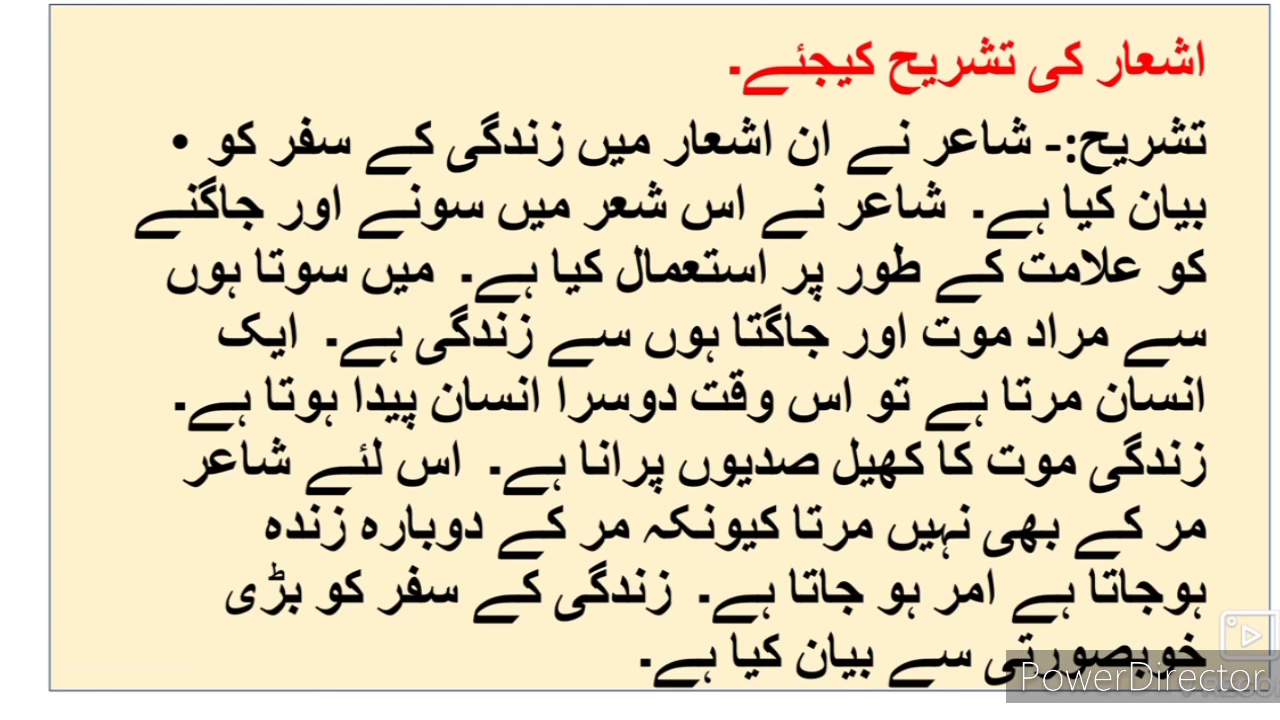 اشعار کی تشریح کیجئے۔
• تشریح:- شاعر نے ان اشعار میں زندگی کے سفر کو
بیان کیا ہے۔ شاعر نے اس شعر میں سونے اور جاگنے
کو علامت کے طور پر استعمال کیا ہے۔ میں سوتا ہوں
سے مراد موت اور جاگتا ہوں سے زندگی ہے۔ ایک
انسان مرتا ہے تو اس وقت دوسرا انسان پیدا ہوتا ہے۔
زندگی موت کا کھیل صدیوں پرانا ہے۔ اس لئے شاعر
مر کے بھی نہیں مرتا کیونکہ مر کے دوبارہ زندہ
ہوجاتا ہے امر ہو جاتا ہے۔ زندگی کے سفر کو بڑی
خوبصورتی سے بیان کیا ہے۔
PowerDirector